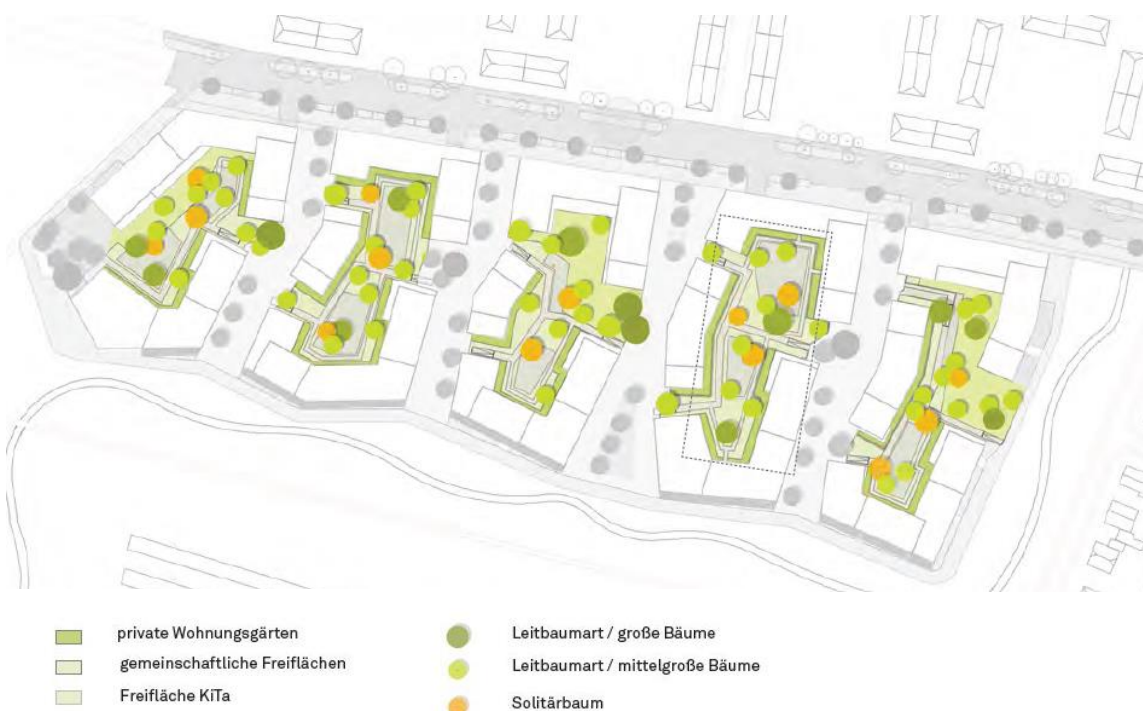 private Wohnungsgärten
gemeinschaftliche Freiflächen
Freifläche KiTa
Leitbaumart / große Bäume
Leitbaumart / mittelgroße Bäume
Solitärbaum